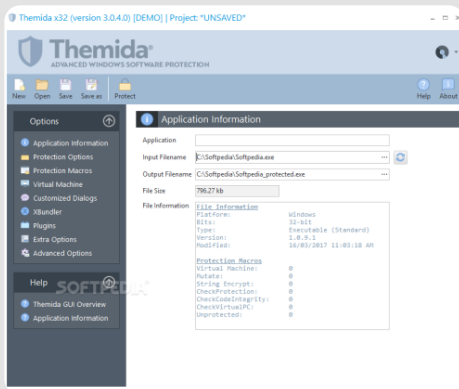 Themida x32 (version 3.0.4.0) [DEMO] | Project: *UNSAVED*
Themida®
ADVANCED WINDOWS SOFTWARE PROTECTION
New Open Save Save as Protect Help About
Options
Application Information
Protection Options
Protection Macros
Virtual Machine
Customized Dialogs
XBundler
Plugins
Extra Options
Advanced Options
Help
Themida GUI Overview
Application Information
Application Information
Application
Input Filename C:\Softpedia\Softpedia.exe ...
Output Filename C:\Softpedia\Softpedia_protected.exe ...
File Size 796.27 kb
File Information
File Information
Platform: Windows
Bits: 32-bit
Type: Executable (Standard)
Version: 1.0.9.1
Modified: 16/03/2017 11:03:18 AM
Protection Macros
Virtual Machine: 0
Mutate: 0
String Encrypt: 0
CheckProtection: 0
CheckCodeIntegrity: 0
CheckVirtualPC: 0
Unprotected: 0
SOFTPEDIA®